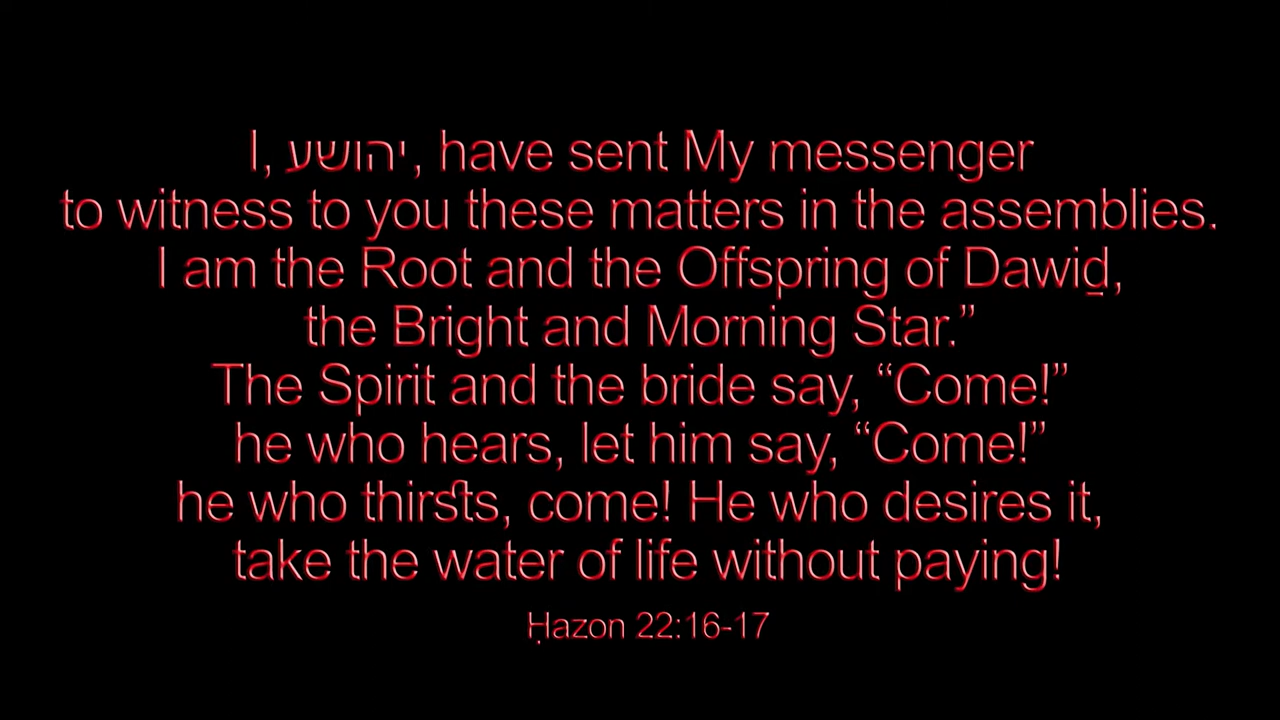 I, יהושע, have sent My messenger
to witness to you these matters in the assemblies.
I am the Root and the Offspring of Dawiḏ,
the Bright and Morning Star.”
The Spirit and the bride say, “Come!”
he who hears, let him say, “Come!”
he who thirsts, come! He who desires it,
take the water of life without paying!
Ḥazon 22:16-17